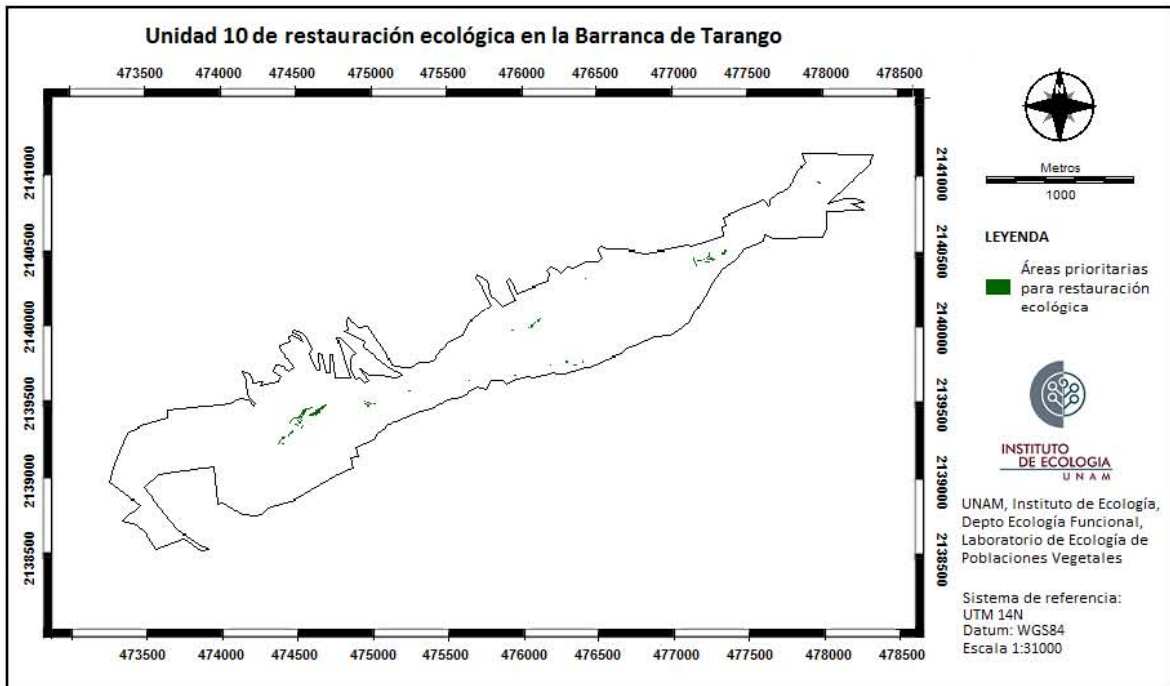 Unidad 10 de restauración ecológica en la Barranca de Tarango
473500 474000 474500 475000 475500 476000 476500 477000 477500 478000 478500
2141000
2140500
2140000
2139500
2139000
2138500
2141000
2140500
2140000
2139500
2139000
2138500
473500 474000 474500 475000 475500 476000 476500 477000 477500 478000 478500
Metros
1000
LEYENDA
Áreas prioritarias
para restauración
ecológica
INSTITUTO
DE ECOLOGIA
UNAM
UNAM, Instituto de Ecología,
Depto Ecología Funcional,
Laboratorio de Ecología de
Poblaciones Vegetales
Sistema de referencia:
UTM 14N
Datum: WGS84
Escala 1:31000